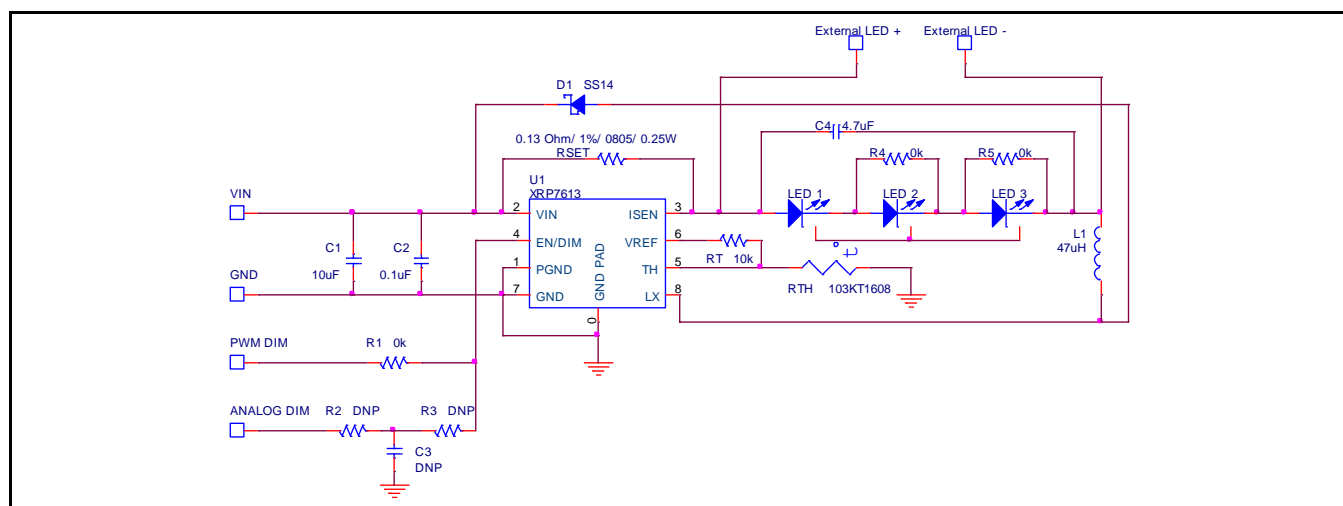 External LED +
External LED -
D1 SS14
C4 4.7uF
0.13 Ohm/ 1%/ 0805/ 0.25W
RSET
R4 0k
R5 0k
U1
XRP7613
LED 1
LED 2
LED 3
VIN
2
VIN
ISEN
3
4
EN/DIM
VREF
6
C1
C2
L1
47uH
10uF
0.1uF
1
PGND
TH
5
RT 10k
t
GND
7
GND
GND PAD
LX
8
RTH 103KT1608
0
PWM DIM
R1 0k
ANALOG DIM
R2 DNP
R3 DNP
C3
DNP